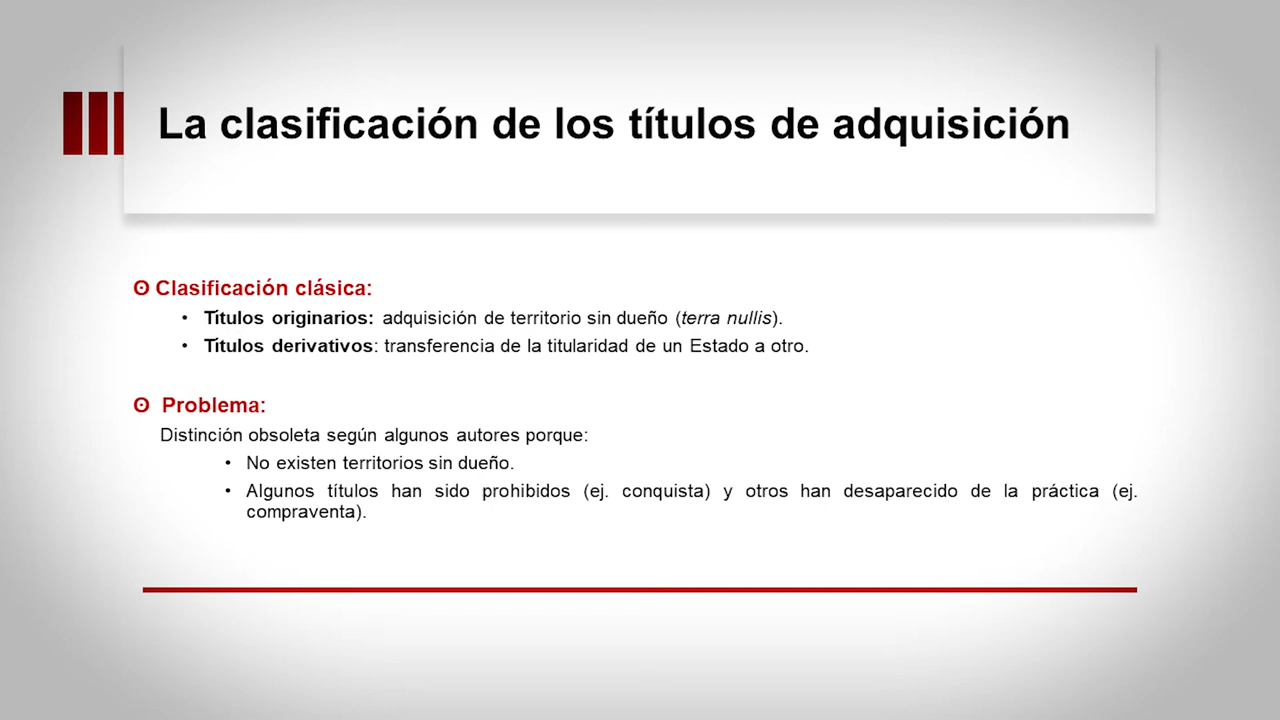 La clasificación de los títulos de adquisición
ʘ Clasificación clásica:
• Títulos originarios: adquisición de territorio sin dueño (terra nullis).
• Títulos derivativos: transferencia de la titularidad de un Estado a otro.
ʘ Problema:
Distinción obsoleta según algunos autores porque:
• No existen territorios sin dueño.
• Algunos títulos han sido prohibidos (ej. conquista) y otros han desaparecido de la práctica (ej.
compraventa).